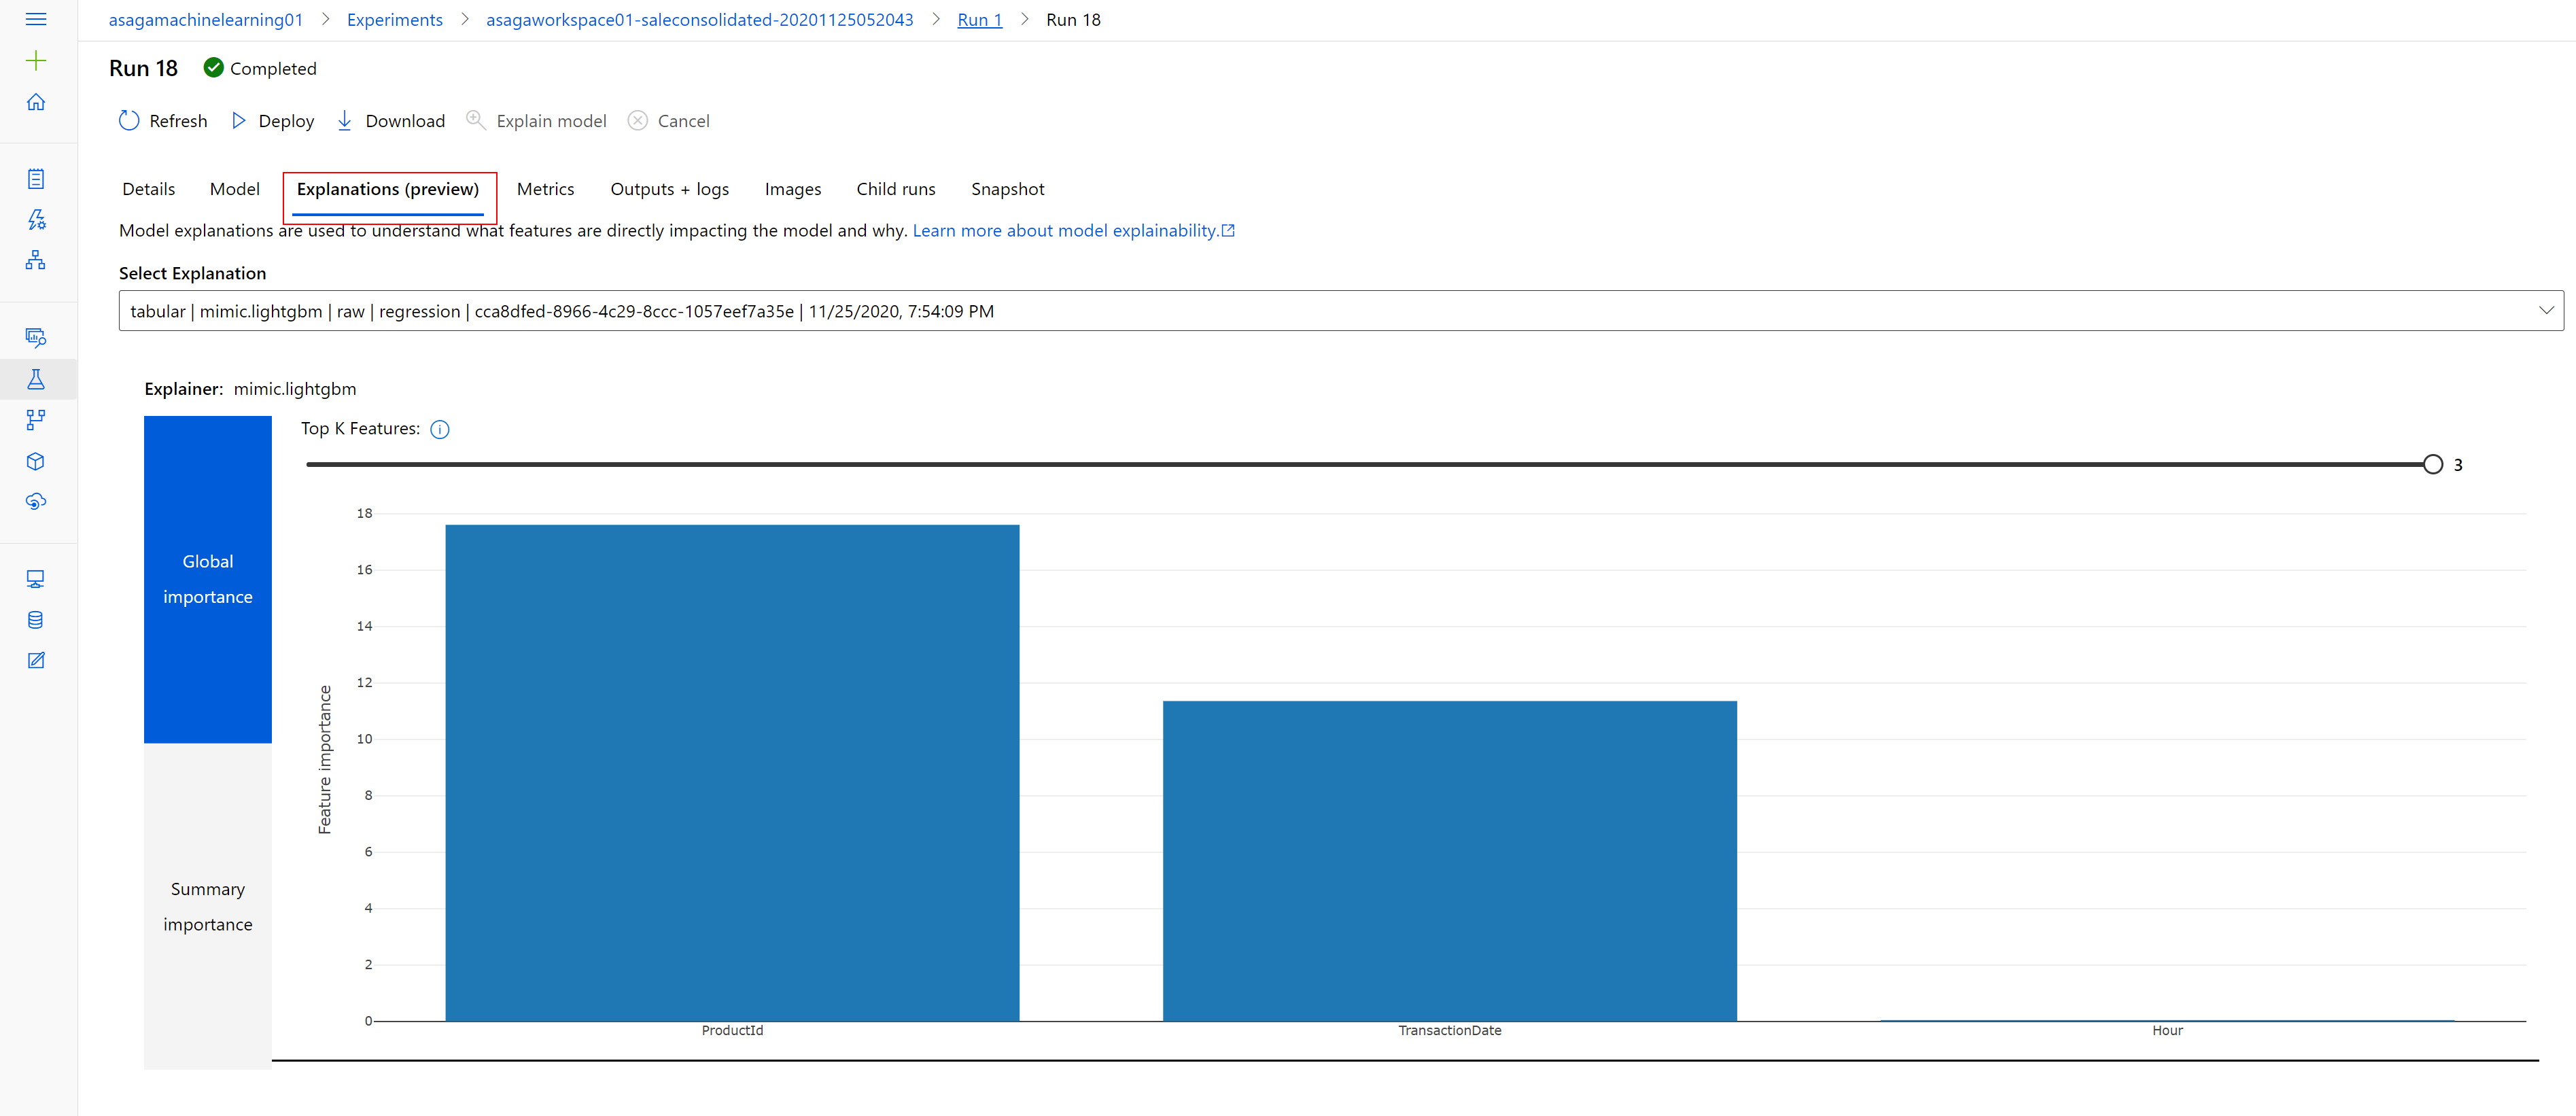 asagamachinelearning01 > Experiments > asagaworkspace01-saleconsolidated-20201125052043 > Run 1 > Run 18
Run 18 Completed
Refresh Deploy Download Explain model Cancel
Details Model Explanations (preview) Metrics Outputs + logs Images Child runs Snapshot
Model explanations are used to understand what features are directly impacting the model and why. Learn more about model explainability.
Select Explanation
tabular | mimic.lightgbm | raw | regression | cca8dfed-8966-4c29-8ccc-1057eef7a35e | 11/25/2020, 7:54:09 PM
Explainer: mimic.lightgbm
Global
importance
Summary
importance
Top K Features:
3
Feature importance
18
16
14
12
10
8
6
4
2
0
ProductId TransactionDate Hour